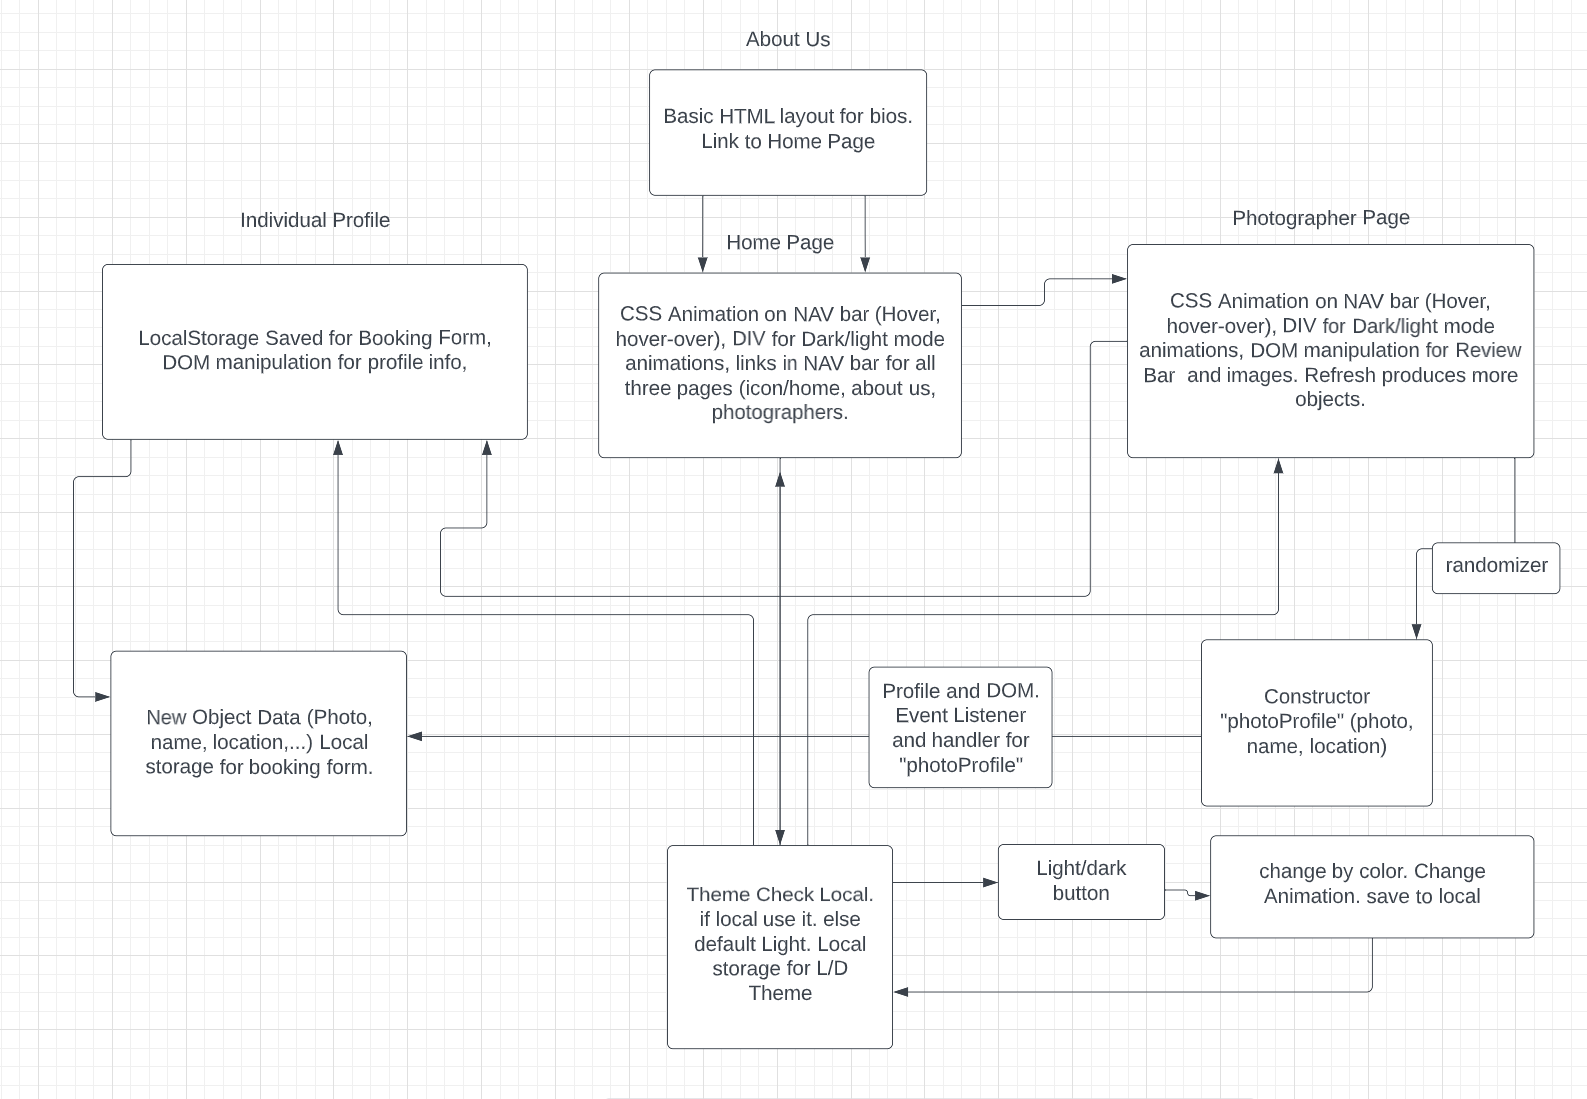 About Us
Basic HTML layout for bios.
Link to Home Page
Individual Profile
LocalStorage Saved for Booking Form,
DOM manipulation for profile info,
Home Page
CSS Animation on NAV bar (Hover,
hover-over), DIV for Dark/light mode
animations, links in NAV bar for all
three pages (icon/home, about us,
photographers.
Photographer Page
CSS Animation on NAV bar (Hover,
hover-over), DIV for Dark/light mode
animations, DOM manipulation for Review
Bar and images. Refresh produces more
objects.
randomizer
New Object Data (Photo,
name, location,...) Local
storage for booking form.
Profile and DOM.
Event Listener
and handler for
"photoProfile"
Constructor
"photoProfile" (photo,
name, location)
Theme Check Local.
if local use it. else
default Light. Local
storage for L/D
Theme
Light/dark
button
change by color. Change
Animation. save to local